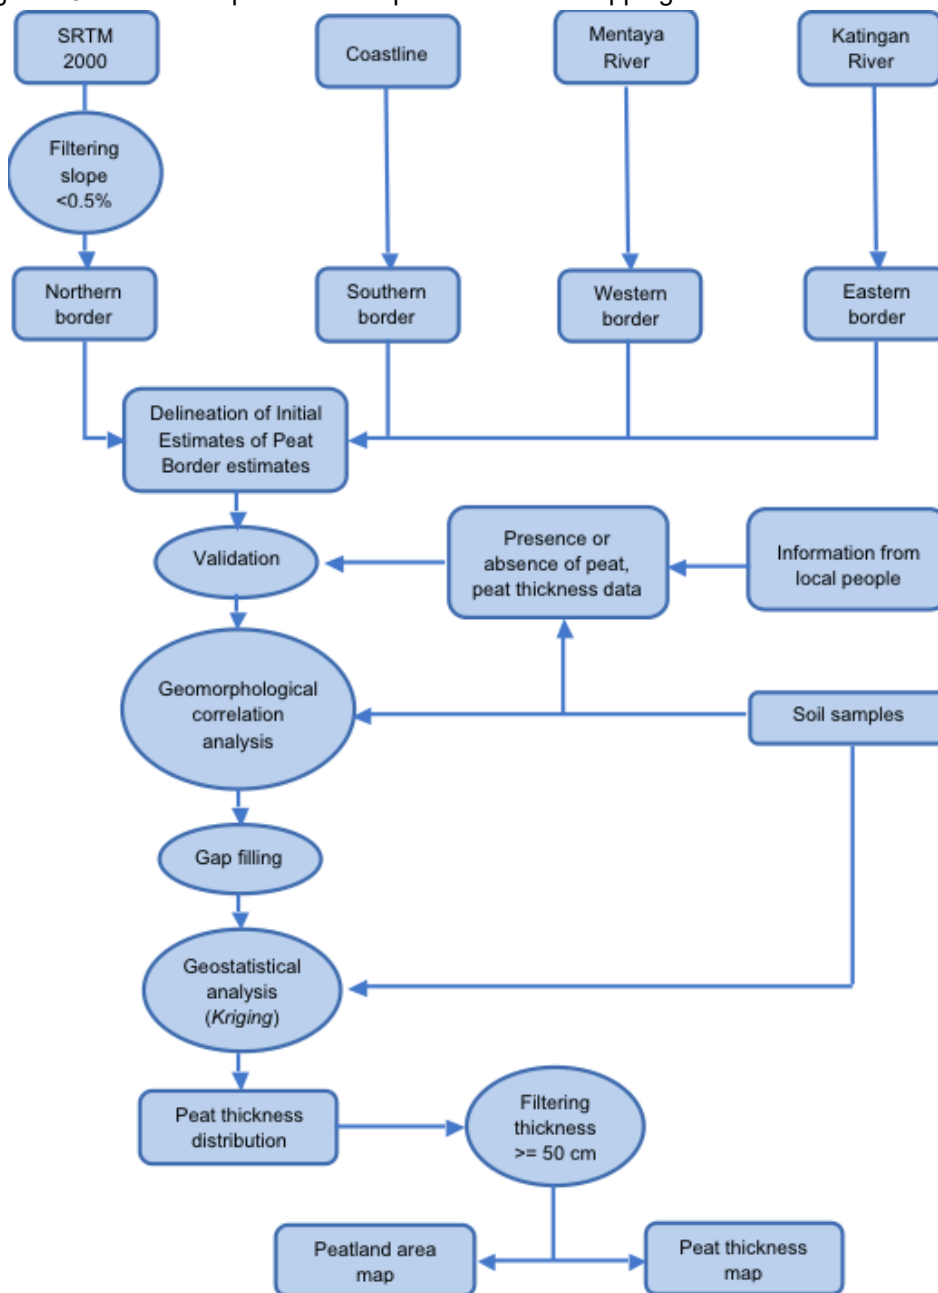 SRTM
2000
Coastline
Mentaya
River
Katingan
River
Filtering
slope
<0.5%
Northern
border
Southern
border
Western
border
Eastern
border
Delineation of Initial
Estimates of Peat
Border estimates
Validation
Presence or
absence of peat,
peat thickness data
Information from
local people
Geomorphological
correlation
analysis
Soil samples
Gap filling
Geostatistical
analysis
(Kriging)
Peat thickness
distribution
Filtering
thickness
>= 50 cm
Peatland area
map
Peat thickness
map